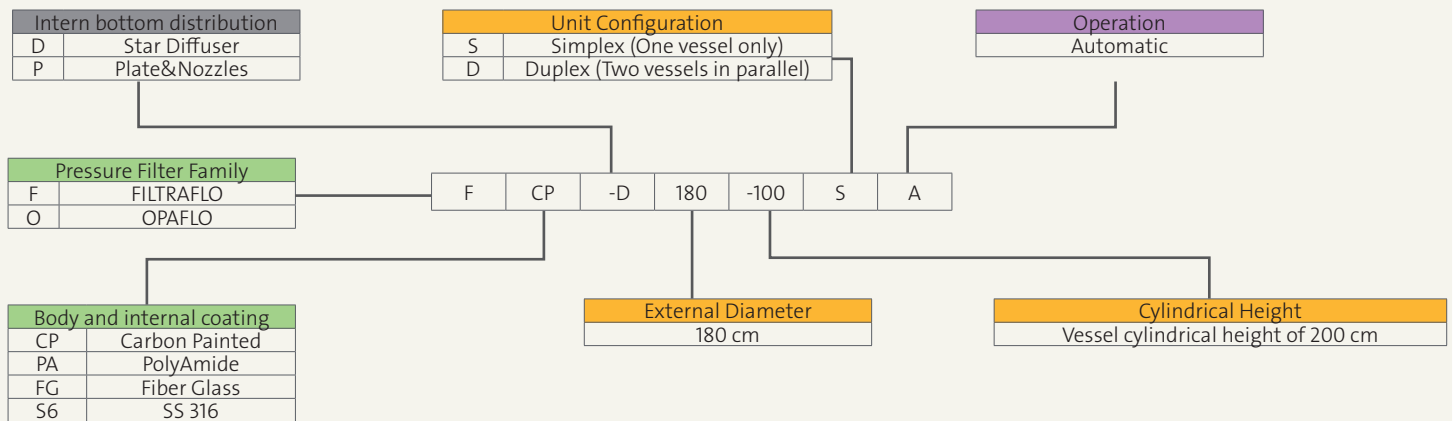 Intern bottom distribution
D Star Diffuser
P Plate&Nozzles
Unit Configuration
S Simplex (One vessel only)
D Duplex (Two vessels in parallel)
Operation
Automatic
Pressure Filter Family
F FILTRAFLO
O OPAFLO
F CP -D 180 -100 S A
Body and internal coating
CP Carbon Painted
PA PolyAmide
FG Fiber Glass
S6 SS 316
External Diameter
180 cm
Cylindrical Height
Vessel cylindrical height of 200 cm